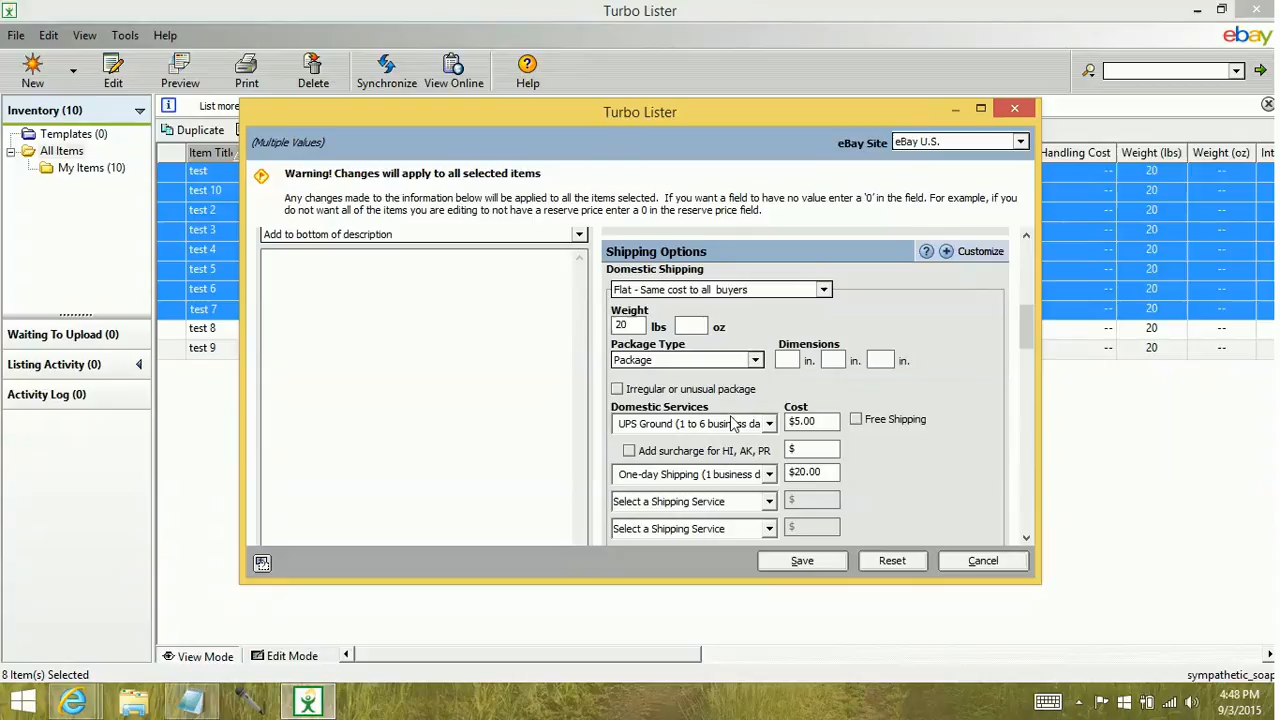 Turbo Lister
File Edit View Tools Help
ebay
New Edit Preview Print Delete Synchronize View Online Help
Inventory (10)
Templates (0)
All Items
My Items (10)
Waiting To Upload (0)
Listing Activity (0)
Activity Log (0)
List more
Duplicate
Item Title
Handling Cost Weight (lbs) Weight (oz) Int
test -- 20 --
test 10 -- 20 --
test 2 -- 20 --
test 3 -- 20 --
test 4 -- 20 --
test 5 -- 20 --
test 6 -- 20 --
test 7 -- 20 --
test 8 -- 20 --
test 9 -- 20 --
Turbo Lister
(Multiple Values)
eBay Site eBay U.S.
Warning! Changes will apply to all selected items
Any changes made to the information below will be applied to all the items selected. If you want a field to have no value enter a '0' in the field. For example, if you
do not want all of the items you are editing to not have a reserve price enter a 0 in the reserve price field.
Add to bottom of description
Shipping Options
? Customize
Domestic Shipping
Flat - Same cost to all buyers
Weight
20 lbs oz
Package Type Dimensions
Package in. in. in.
Irregular or unusual package
Domestic Services Cost
UPS Ground (1 to 6 business da $5.00 Free Shipping
Add surcharge for HI, AK, PR $
One-day Shipping (1 business d $20.00
Select a Shipping Service $
Select a Shipping Service $
Save Reset Cancel
View Mode Edit Mode
8 Item(s) Selected
sympathetic_soap
4:48 PM
9/3/2015